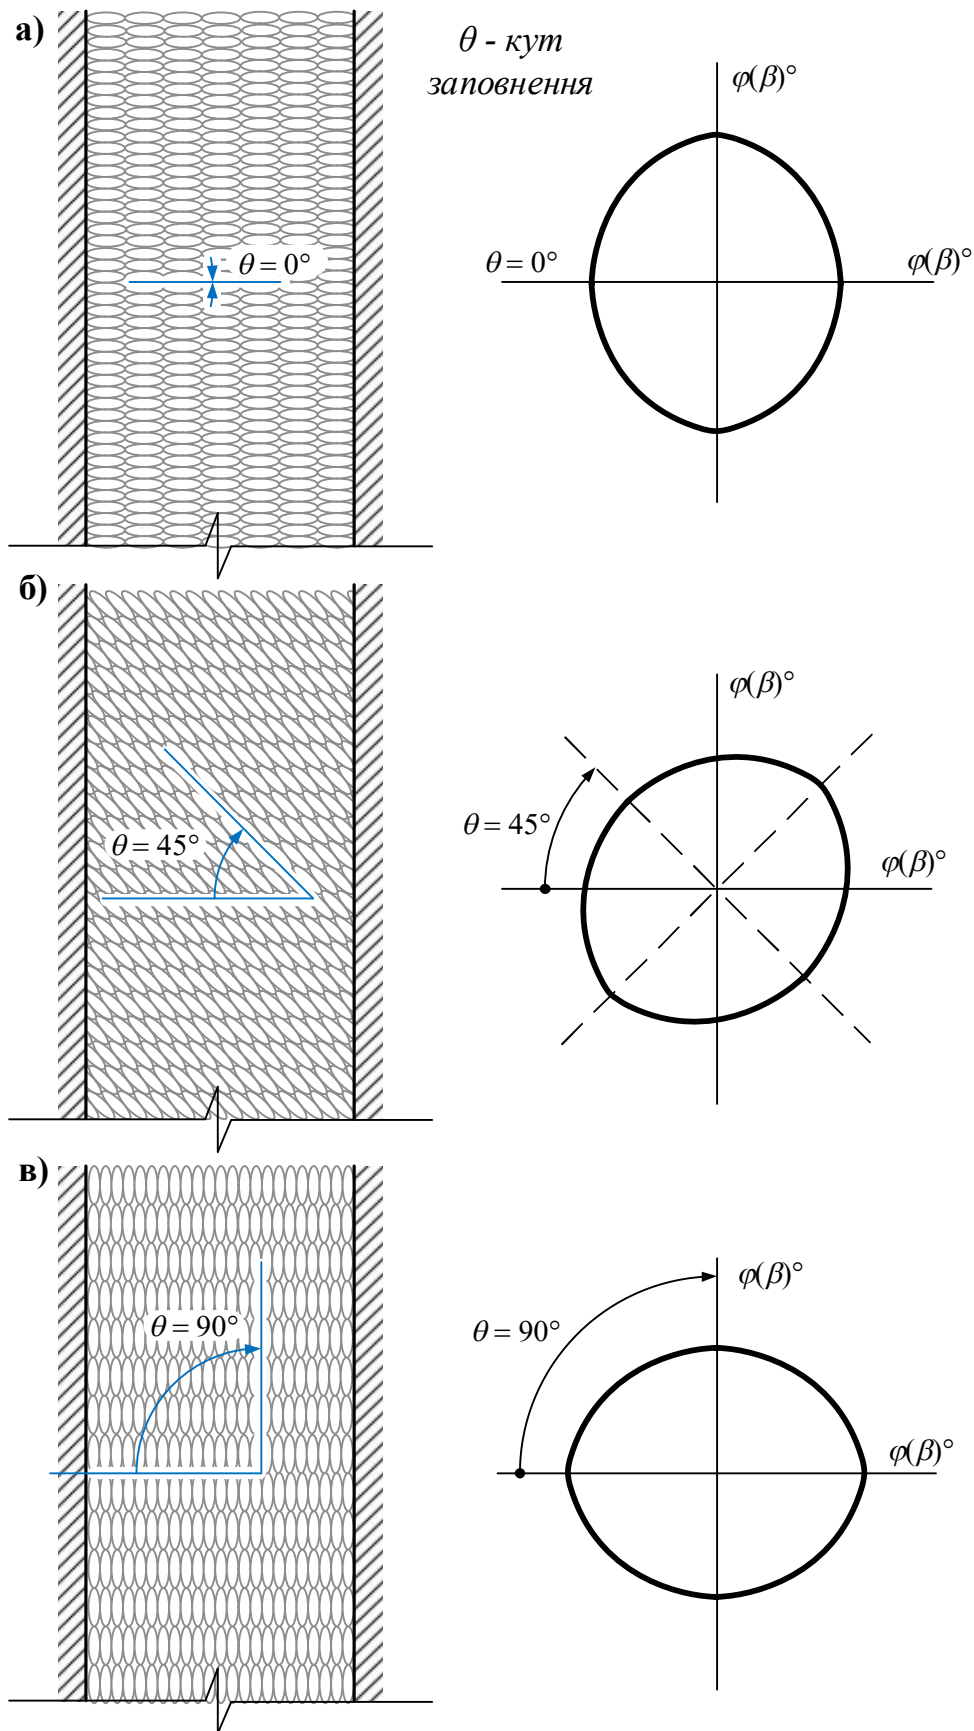 а)
θ - кут
заповнення
φ(β)°
θ = 0°
θ = 0°
φ(β)°
б)
φ(β)°
θ = 45°
θ = 45°
φ(β)°
в)
φ(β)°
θ = 90°
θ = 90°
φ(β)°